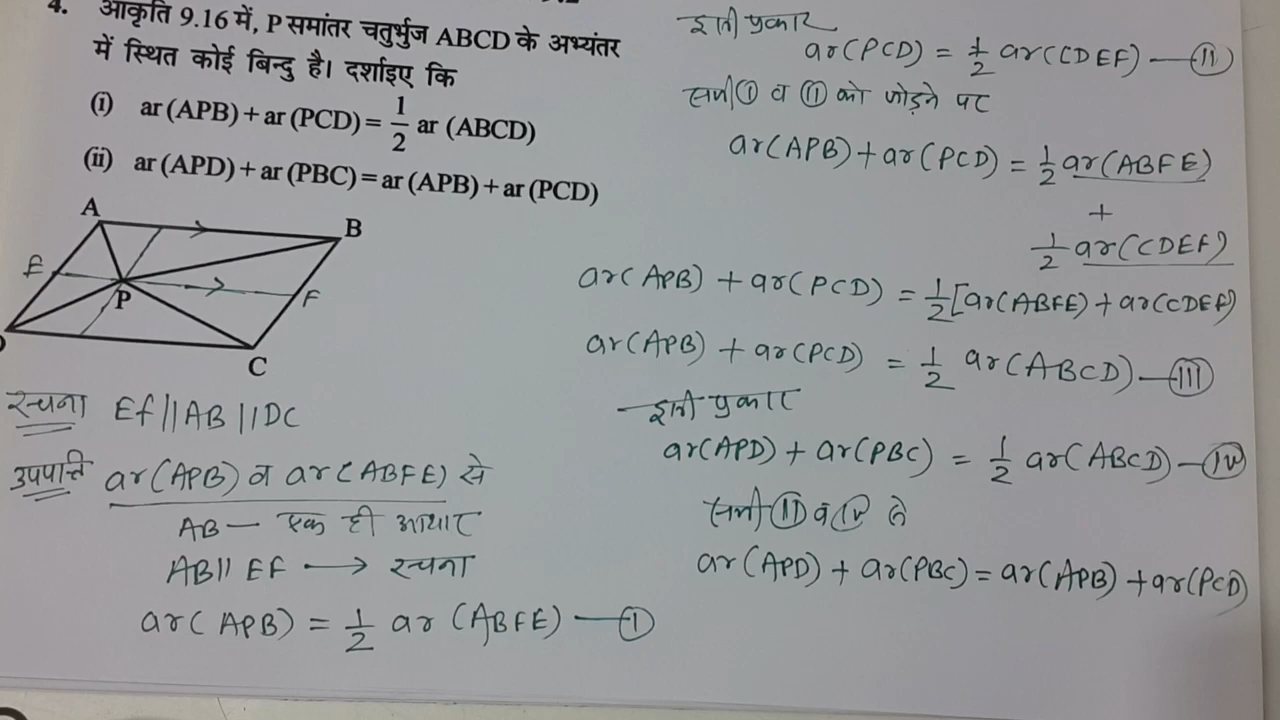 4. आकृति 9.16 में, P समांतर चतुर्भुज ABCD के अभ्यंतर
में स्थित कोई बिन्दु है। दर्शाइए कि
(i) ar (APB) + ar (PCD) = 1/2 ar (ABCD)
(ii) ar (APD) + ar (PBC) = ar (APB) + ar (PCD)
A
B
E
P
F
D
C
रचना Ef || AB || DC
उपपत्ति ar (APB) व ar (ABFE) से
AB — एक ही आधार
AB || EF → रचना
ar (APB) = 1/2 ar (ABFE) — I
इसी प्रकार
ar (PCD) = 1/2 ar (CDEF) — II
समी I व II को जोड़ने पर
ar (APB) + ar (PCD) = 1/2 ar (ABFE)
+
1/2 ar (CDEF)
ar (APB) + ar (PCD) = 1/2 [ar (ABFE) + ar (CDEF)
ar (APB) + ar (PCD) = 1/2 ar (ABCD) — III
इसी प्रकार
ar (APD) + ar (PBC) = 1/2 ar (ABCD) — IV
समी III व IV से
ar (APD) + ar (PBC) = ar (APB) + ar (PCD)